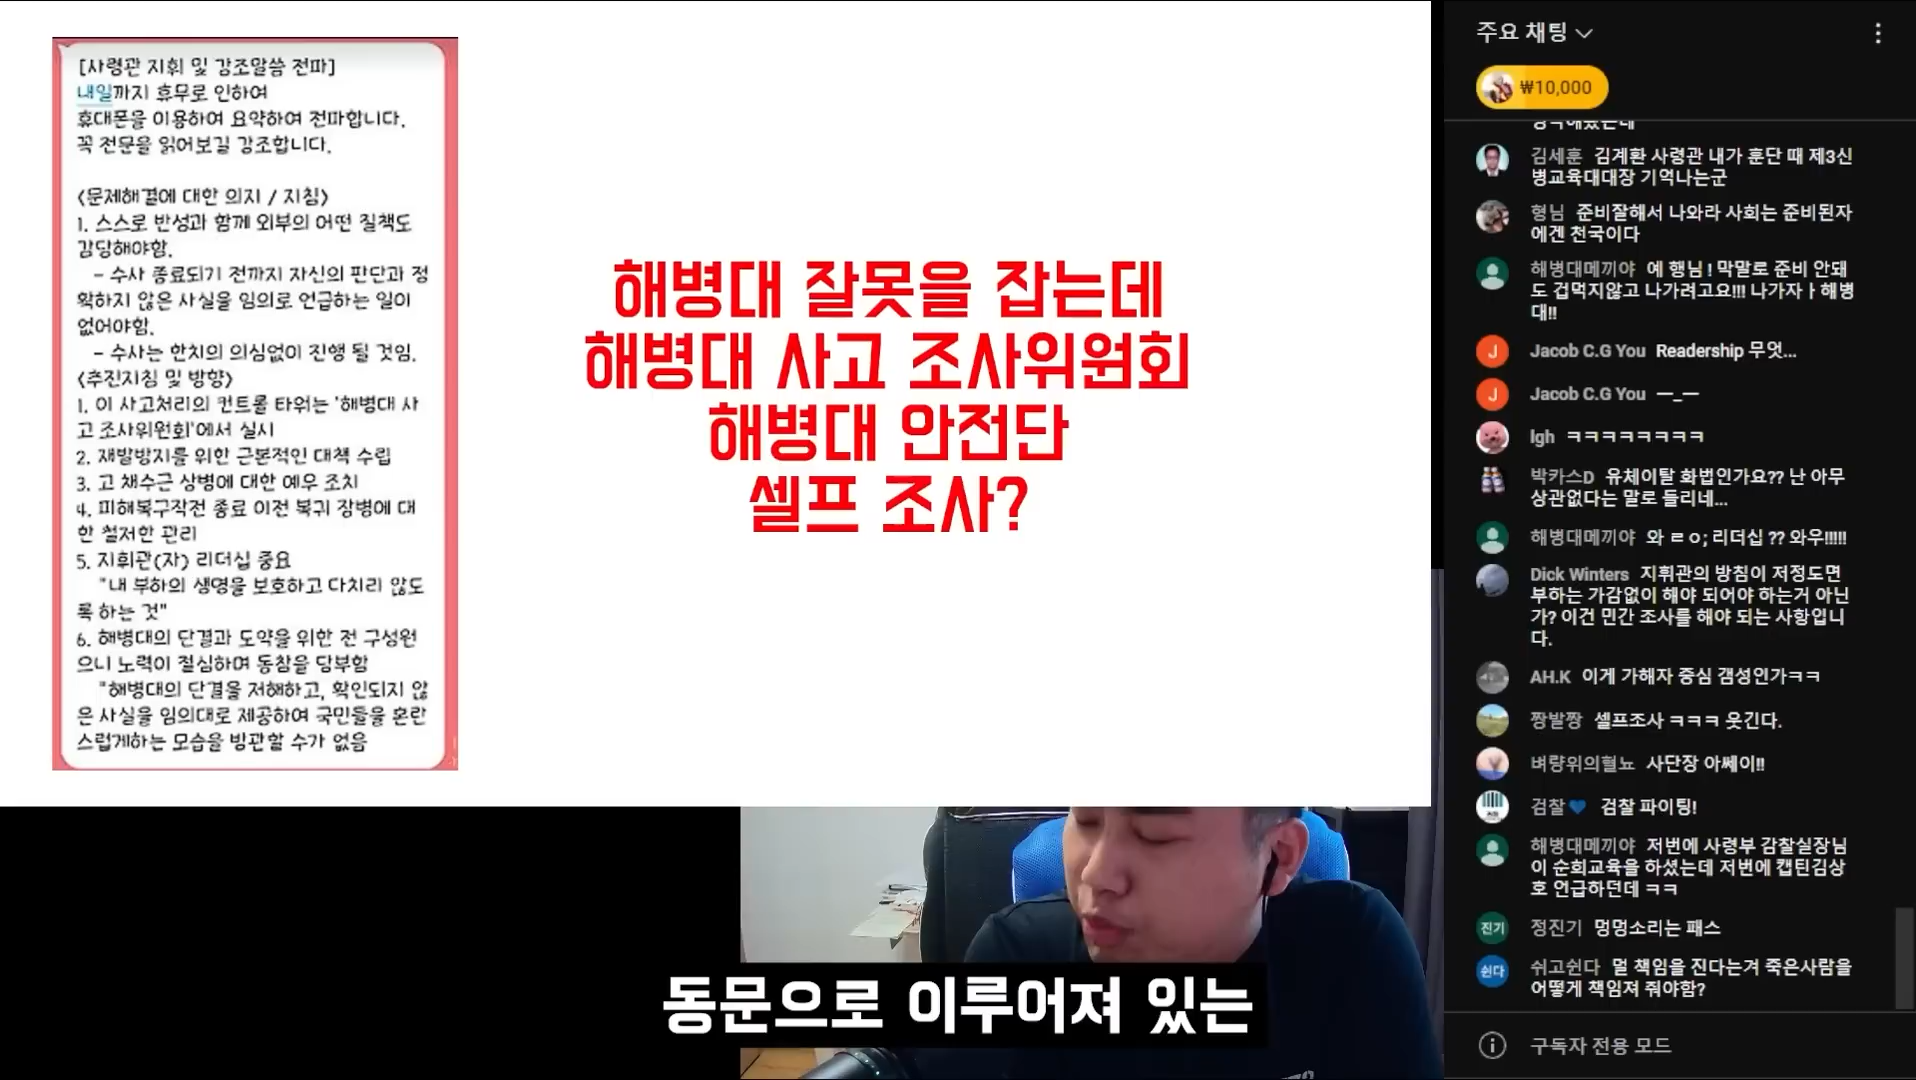 [사령관 지휘 및 강조말씀 전파]
내일까지 휴무로 인하여
휴대폰을 이용하여 요약하여 전파합니다.
꼭 전문을 읽어보길 강조합니다.
<문제해결에 대한 의지 / 지침>
1. 스스로 반성과 함께 외부의 어떤 질책도
감당해야함.
- 수사 종료되기 전까지 자신의 판단과 정
확하지 않은 사실을 임의로 언급하는 일이
없어야함.
- 수사는 한치의 의심없이 진행 될 것임.
<추진지침 및 방향>
1. 이 사고처리의 컨트롤 타워는 '해병대 사
고 조사위원회'에서 실시
2. 재발방지를 위한 근본적인 대책 수립
3. 고 채수근 상병에 대한 예우 조치
4. 피해복구작전 종료 이전 복귀 장병에 대
한 철저한 관리
5. 지휘관(자) 리더십 중요
"내 부하의 생명을 보호하고 다치리 않도
록 하는 것"
6. 해병대의 단결과 도약을 위한 전 구성원
으니 노력이 절심하며 동참을 당부함
"해병대의 단결을 저해하고, 확인되지 않
은 사실을 임의대로 제공하여 국민들을 혼란
스럽게하는 모습을 방관할 수가 없음
해병대 잘못을 잡는데
해병대 사고 조사위원회
해병대 안전단
셀프 조사?
동문으로 이루어져 있는
주요 채팅
₩10,000
김세훈 김계환 사령관 내가 훈단 때 제3신
병교육대대장 기억나는군
형님 준비잘해서 나와라 사회는 준비된자
에겐 천국이다
해병대메끼야 예 행님 ! 막말로 준비 안돼
도 겁먹지않고 나가려고요!!! 나가자ㅏ해병
대!!
J Jacob C.G You Readership 무엇...
J Jacob C.G You ㅡ_ㅡ
lgh ㅋㅋㅋㅋㅋㅋㅋㅋ
박카스D 유체이탈 화법인가요?? 난 아무
상관없다는 말로 들리네...
해병대메끼야 와 ㄹㅇ; 리더십 ?? 와우!!!!!
Dick Winters 지휘관의 방침이 저정도면
부하는 가감없이 해야 되어야 하는거 아닌
가? 이건 민간 조사를 해야 되는 사항입니
다.
AH.K 이게 가해자 중심 갬성인가ㅋㅋ
짱발짱 셀프조사 ㅋㅋㅋ 웃긴다.
벼량위의혈뇨 사단장 아쎄이!!
검찰💙 검찰 파이팅!
해병대메끼야 저번에 사령부 감찰실장님
이 순회교육을 하셨는데 저번에 캡틴김상
호 언급하던데 ㅋㅋ
진기 정진기 멍멍소리는 패스
쉰다 쉬고쉰다 멀 책임을 진다는겨 죽은사람을
어떻게 책임져 줘야함?
구독자 전용 모드